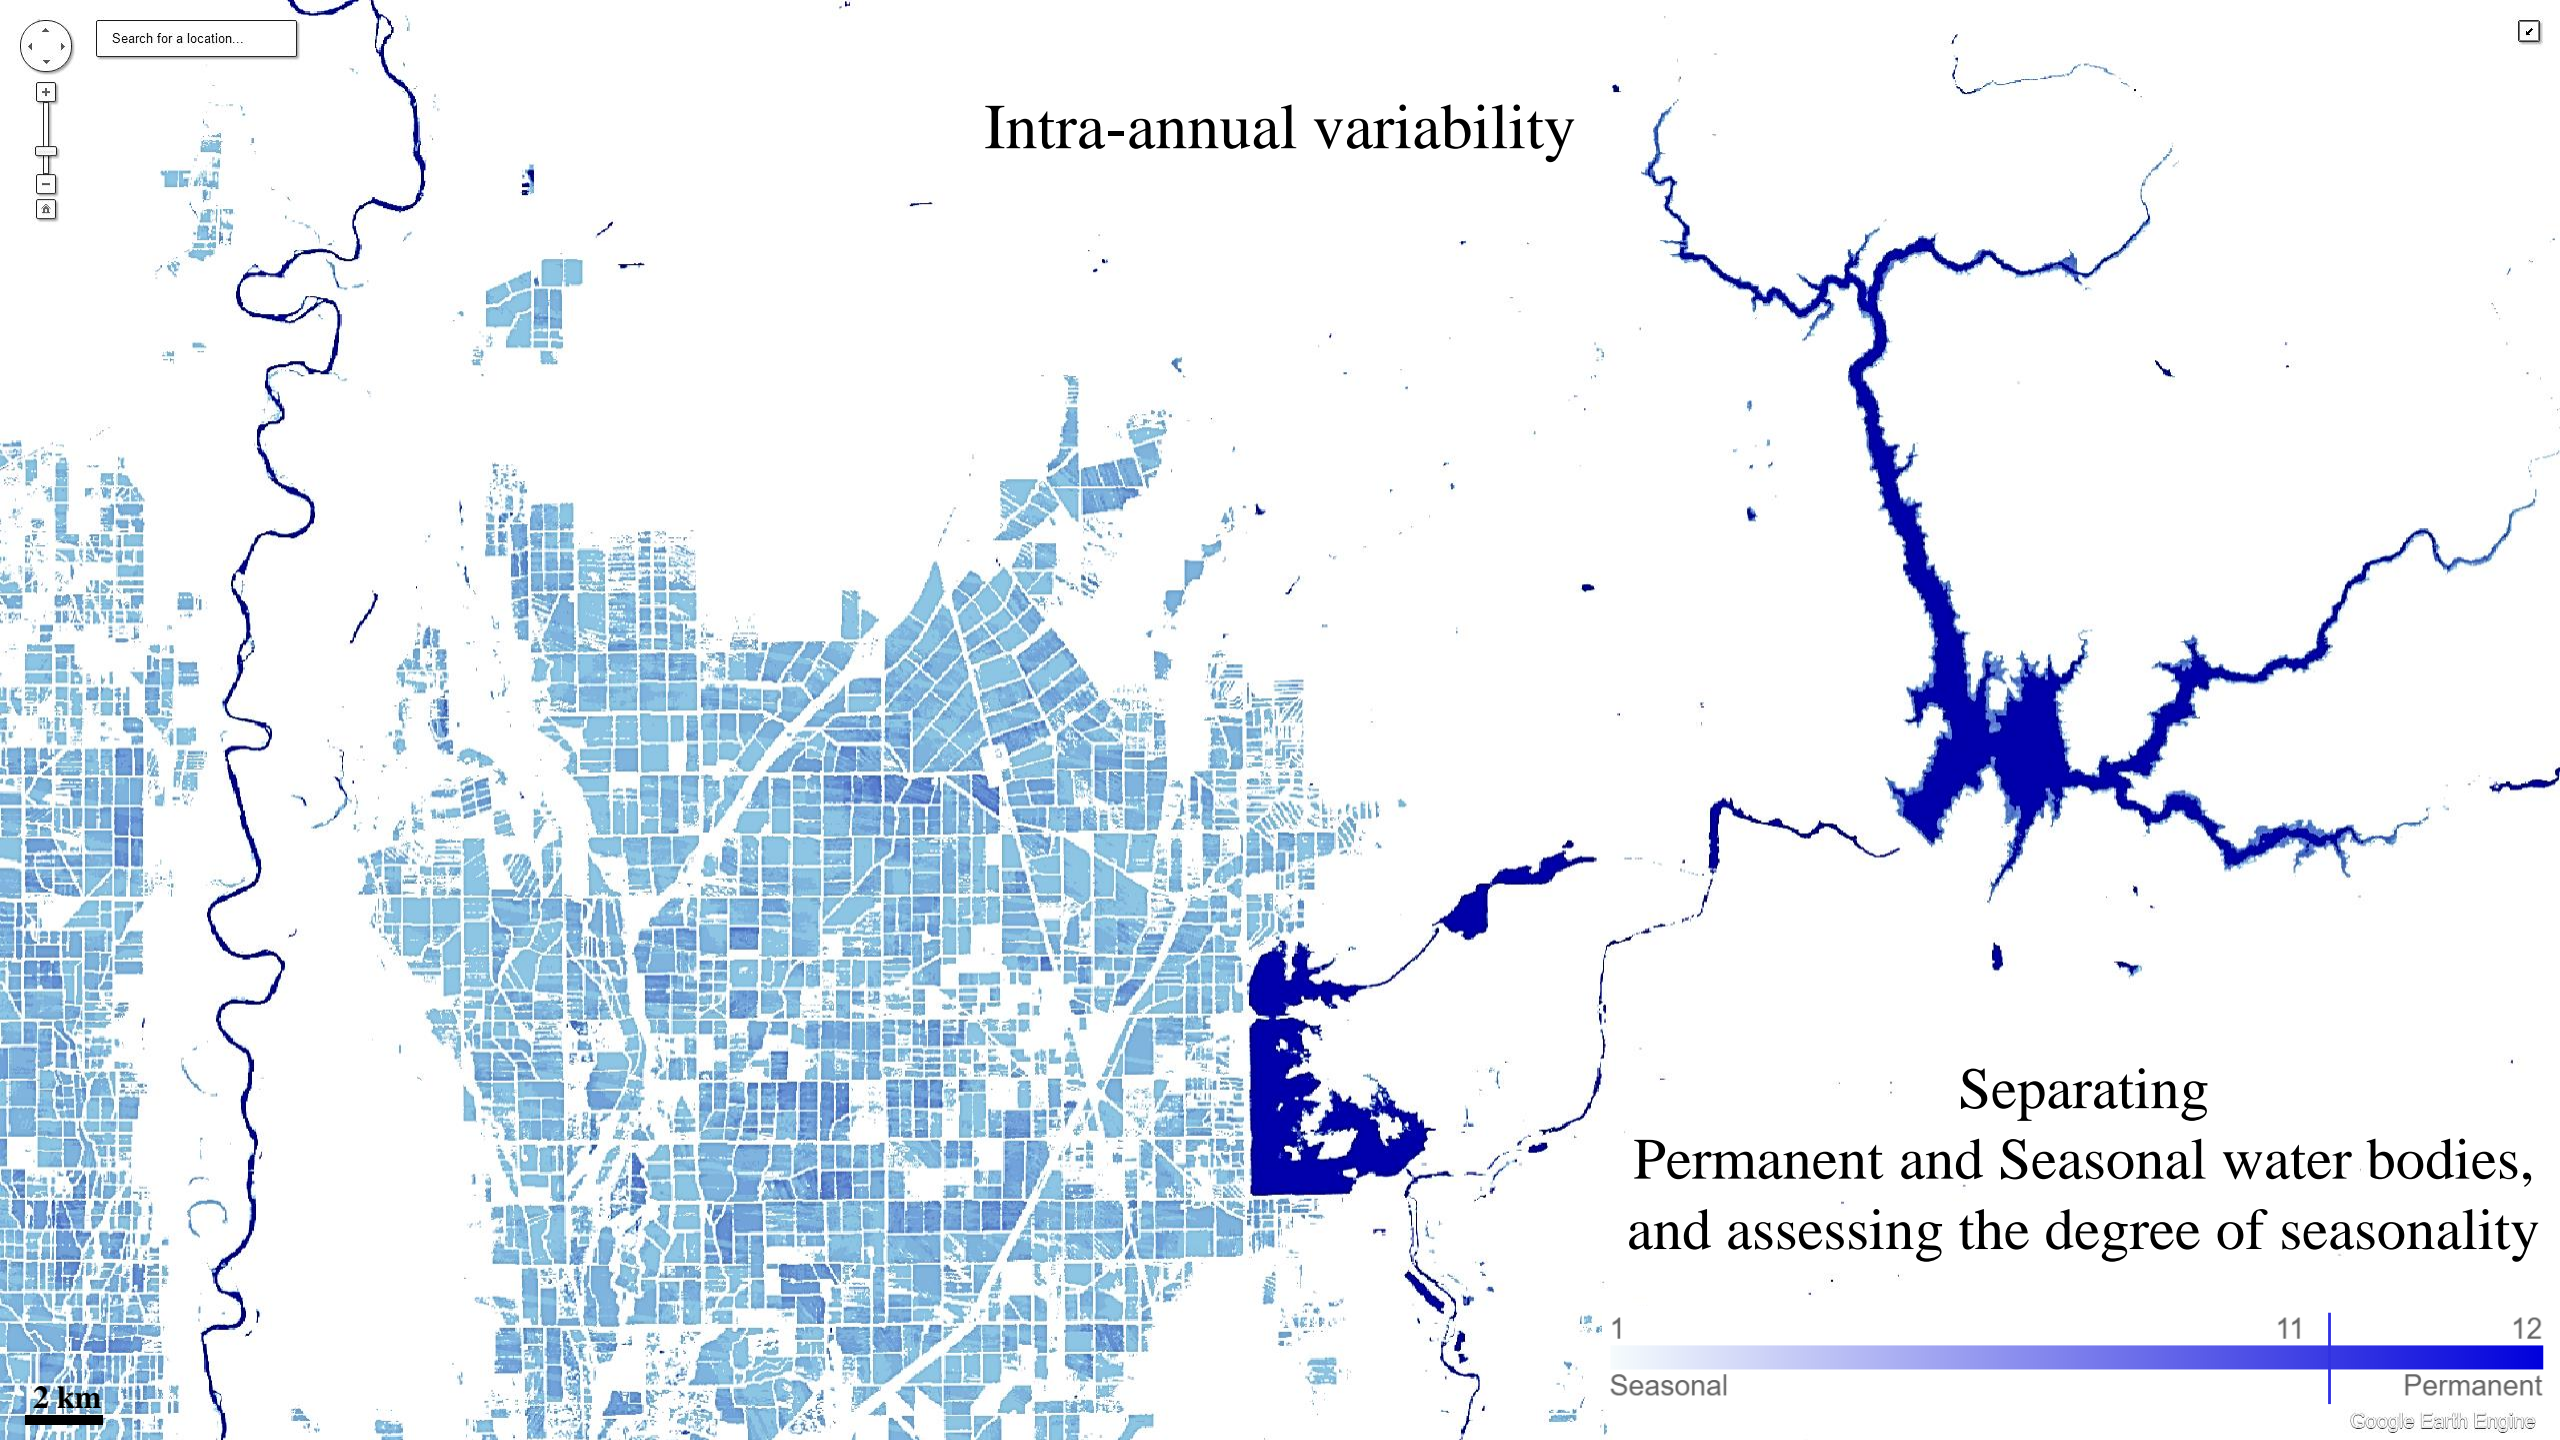 Search for a location...
Intra-annual variability
Separating
Permanent and Seasonal water bodies,
and assessing the degree of seasonality
1 11 12
Seasonal Permanent
2 km
Google Earth Engine